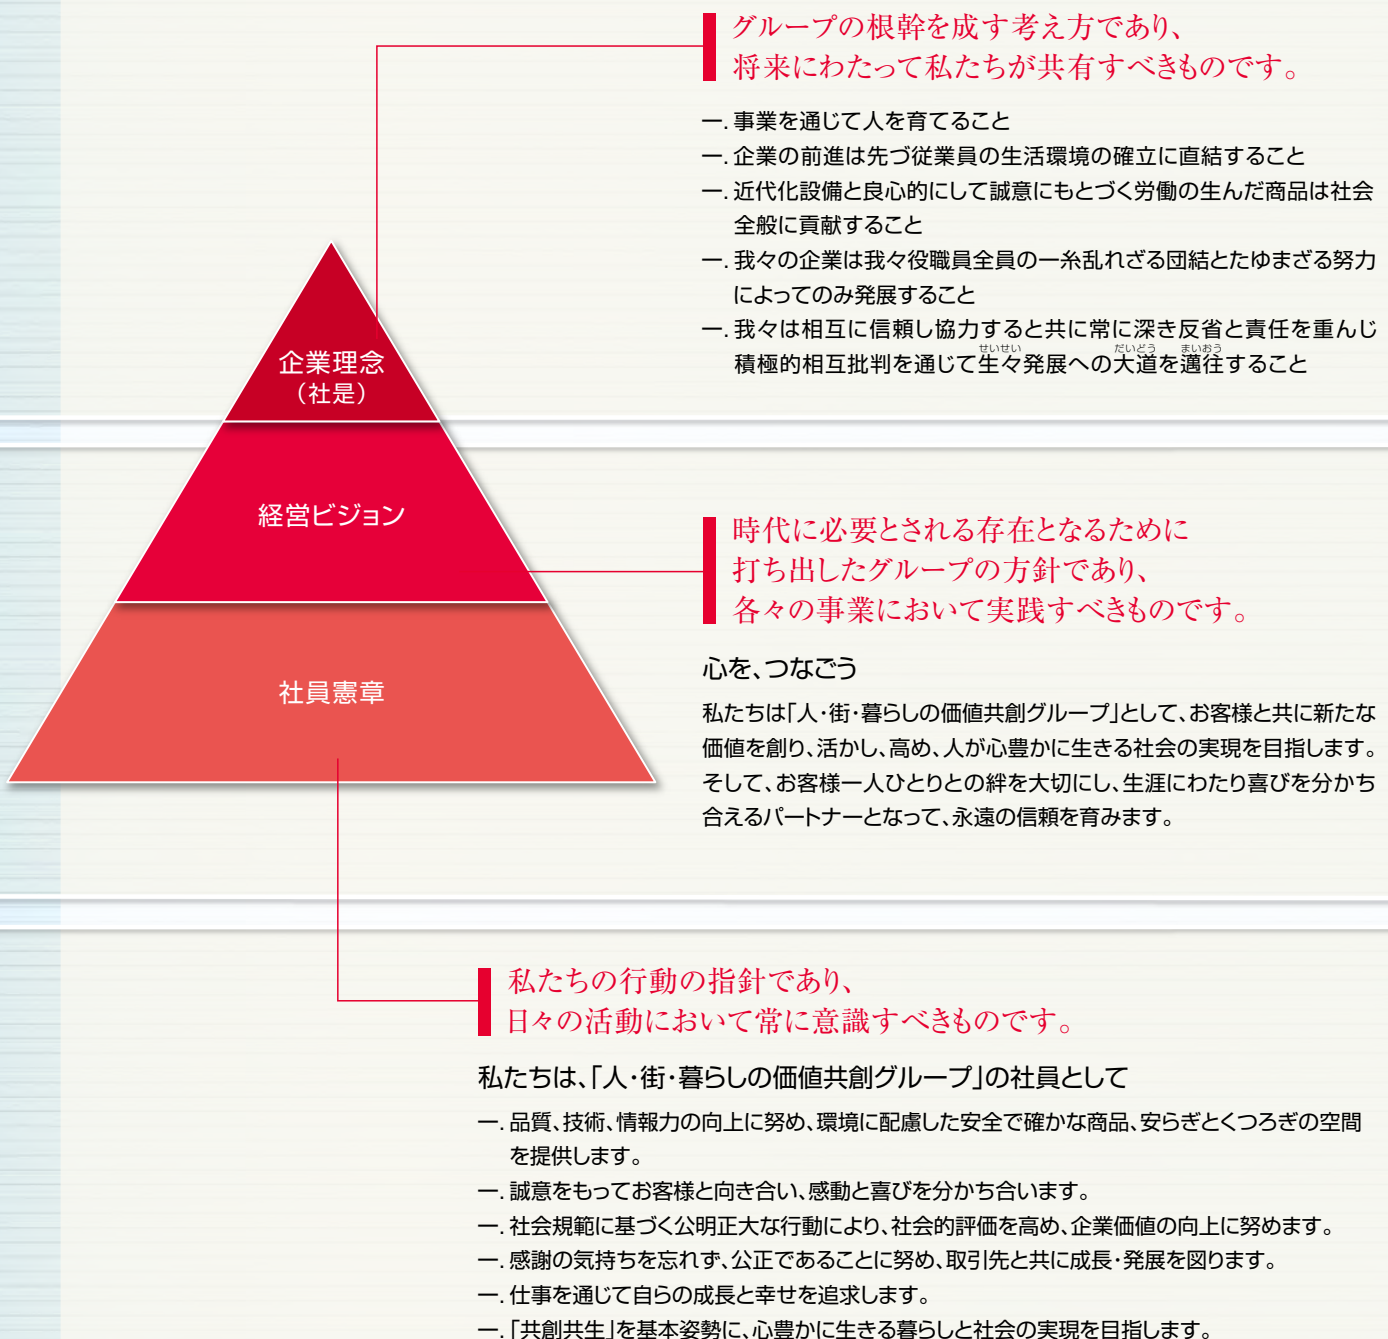 グループの根幹を成す考え方であり、
将来にわたって私たちが共有すべきものです。
一. 事業を通じて人を育てること
一. 企業の前進は先づ従業員の生活環境の確立に直結すること
一. 近代化設備と良心的にして誠意にもとづく労働の生んだ商品は社会
全般に貢献すること
一. 我々の企業は我々役職員全員の一糸乱れざる団結とたゆまざる努力
によってのみ発展すること
一. 我々は相互に信頼し協力すると共に常に深き反省と責任を重んじ
せいせい だいどう まいおう
積極的相互批判を通じて生々発展への大道を邁往すること
企業理念
（社是）
経営ビジョン
社員憲章
時代に必要とされる存在となるために
打ち出したグループの方針であり、
各々の事業において実践すべきものです。
心を、つなごう
私たちは「人・街・暮らしの価値共創グループ」として、お客様と共に新たな
価値を創り、活かし、高め、人が心豊かに生きる社会の実現を目指します。
そして、お客様一人ひとりとの絆を大切にし、生涯にわたり喜びを分かち
合えるパートナーとなって、永遠の信頼を育みます。
私たちの行動の指針であり、
日々の活動において常に意識すべきものです。
私たちは、「人・街・暮らしの価値共創グループ」の社員として
一. 品質、技術、情報力の向上に努め、環境に配慮した安全で確かな商品、安らぎとくつろぎの空間
を提供します。
一. 誠意をもってお客様と向き合い、感動と喜びを分かち合います。
一. 社会規範に基づく公明正大な行動により、社会的評価を高め、企業価値の向上に努めます。
一. 感謝の気持ちを忘れず、公正であることに努め、取引先と共に成長・発展を図ります。
一. 仕事を通じて自らの成長と幸せを追求します。
一. 「共創共生」を基本姿勢に、心豊かに生きる暮らしと社会の実現を目指します。